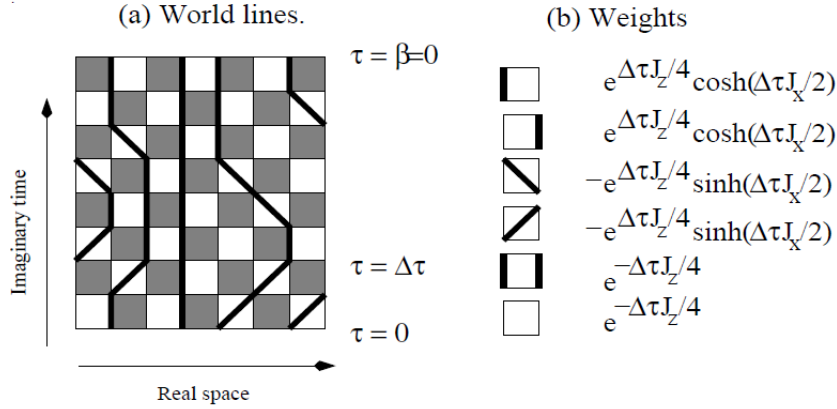 (a) World lines.
τ = β=0
τ = Δτ
τ = 0
Imaginary time
Real space
(b) Weights
e^{ΔτJ_z/4} cosh(ΔτJ_x/2)
e^{ΔτJ_z/4} cosh(ΔτJ_x/2)
−e^{ΔτJ_z/4} sinh(ΔτJ_x/2)
−e^{ΔτJ_z/4} sinh(ΔτJ_x/2)
e^{−ΔτJ_z/4}
e^{−ΔτJ_z/4}